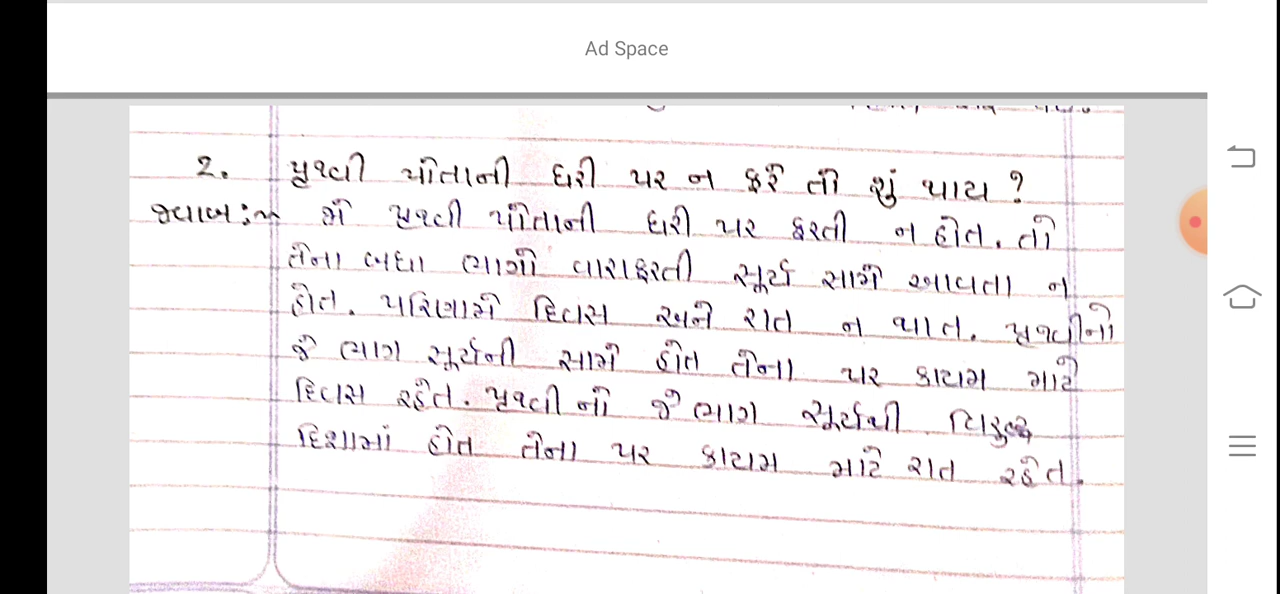 Ad Space
2. પૃથ્વી પોતાની ધરી પર ન ફરે તો શું થાય ?
જવાબઃ જો પૃથ્વી પોતાની ધરી પર ફરતી ન હોત. તો
તેના બધા ભાગો વારાફરતી સૂર્ય સામે આવતા ન
હોત. પરિણામે દિવસ અને રાત ન થાત. પૃથ્વીનો
જે ભાગ સૂર્યની સામે હોત તેના પર કાયમ માટે
દિવસ રહેત. પૃથ્વી નો જે ભાગ સૂર્યથી વિરુદ્ધ
દિશામાં હોત તેના પર કાયમ માટે રાત રહેત.